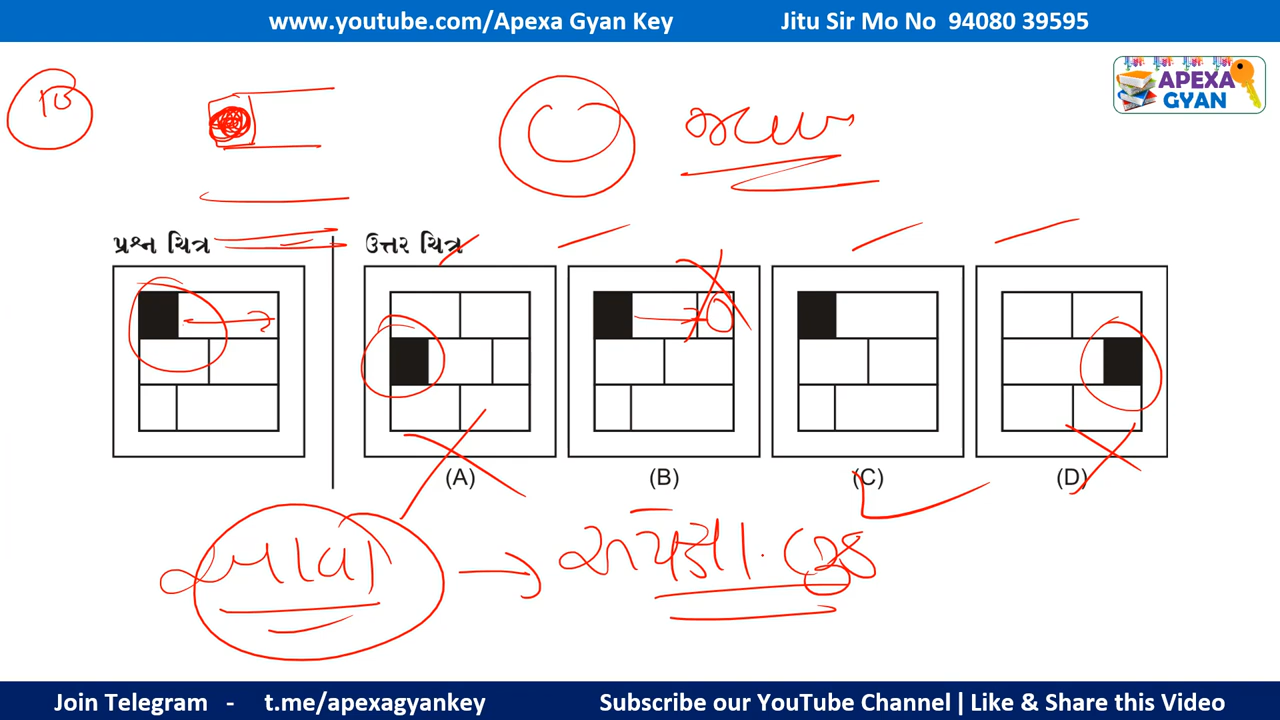 www.youtube.com/Apexa Gyan Key Jitu Sir Mo No 94080 39595
APEXA
GYAN
પ્રશ્ન ચિત્ર ઉત્તર ચિત્ર
(A) (B) (C) (D)
Join Telegram - t.me/apexagyankey Subscribe our YouTube Channel | Like & Share this Video